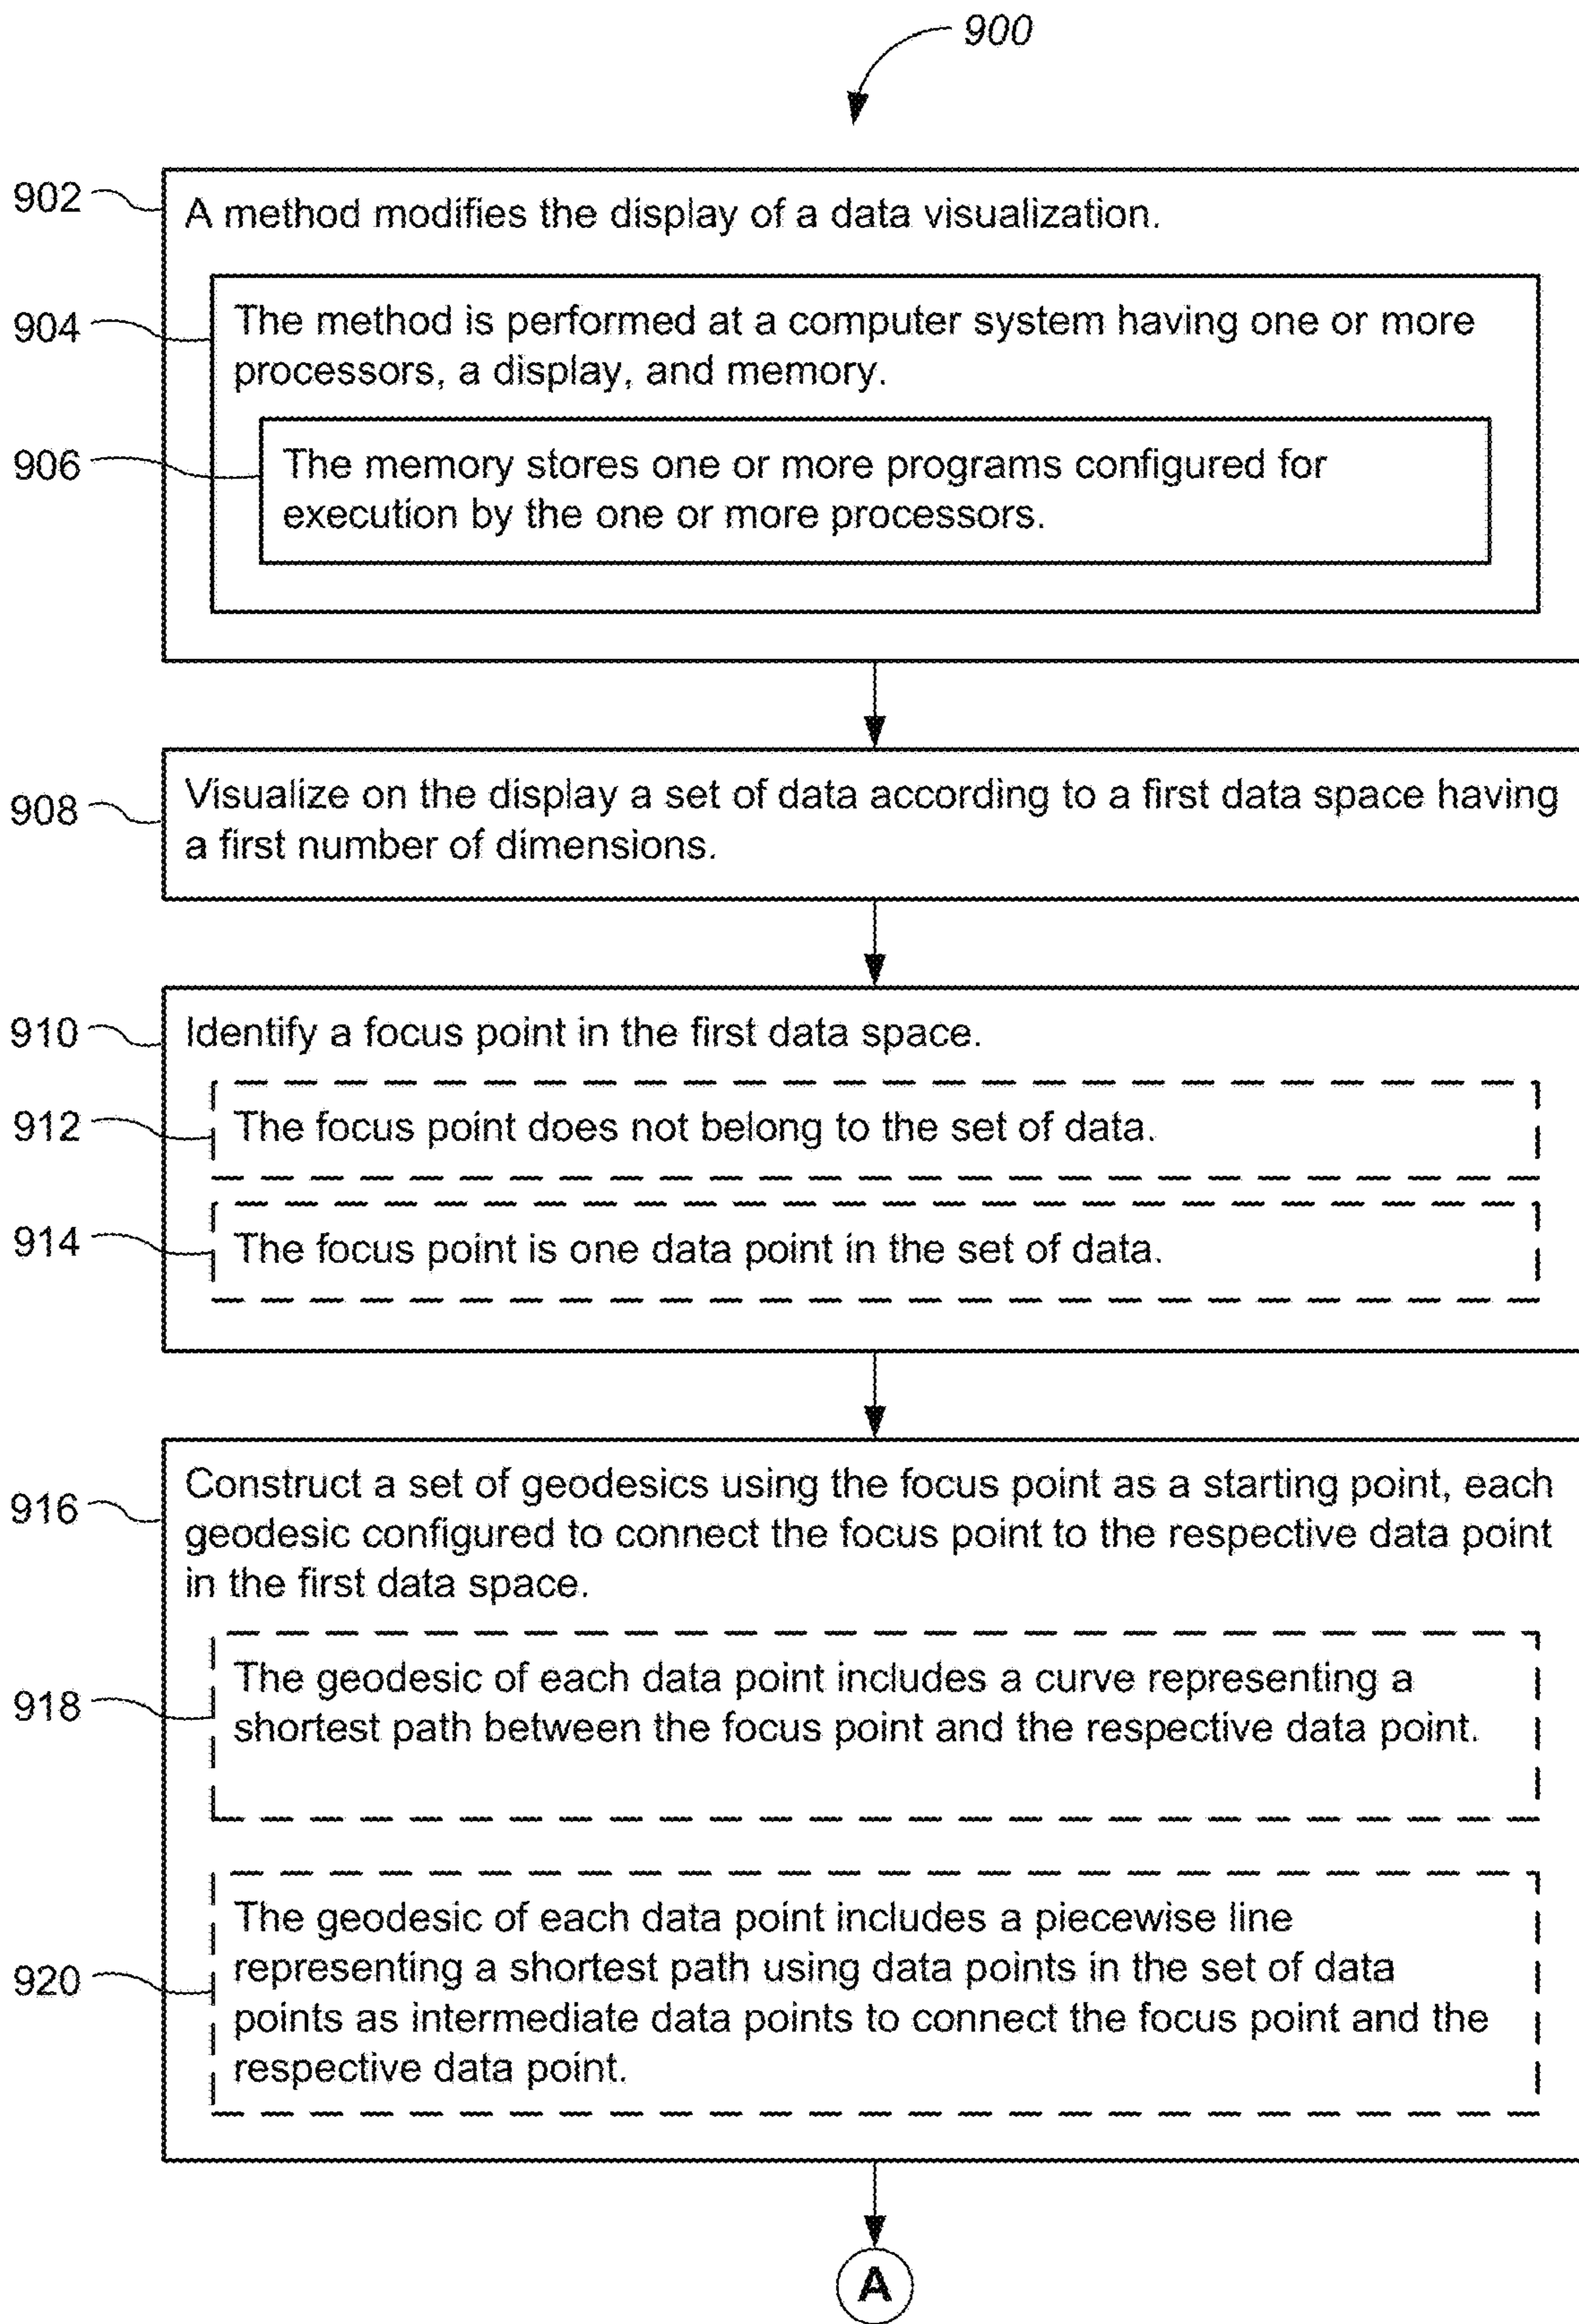 900
902
A method modifies the display of a data visualization.
904
The method is performed at a computer system having one or more
processors, a display, and memory.
906
The memory stores one or more programs configured for
execution by the one or more processors.
908
Visualize on the display a set of data according to a first data space having
a first number of dimensions.
910
Identify a focus point in the first data space.
912
The focus point does not belong to the set of data.
914
The focus point is one data point in the set of data.
916
Construct a set of geodesics using the focus point as a starting point, each
geodesic configured to connect the focus point to the respective data point
in the first data space.
918
The geodesic of each data point includes a curve representing a
shortest path between the focus point and the respective data point.
920
The geodesic of each data point includes a piecewise line
representing a shortest path using data points in the set of data
points as intermediate data points to connect the focus point and the
respective data point.
A